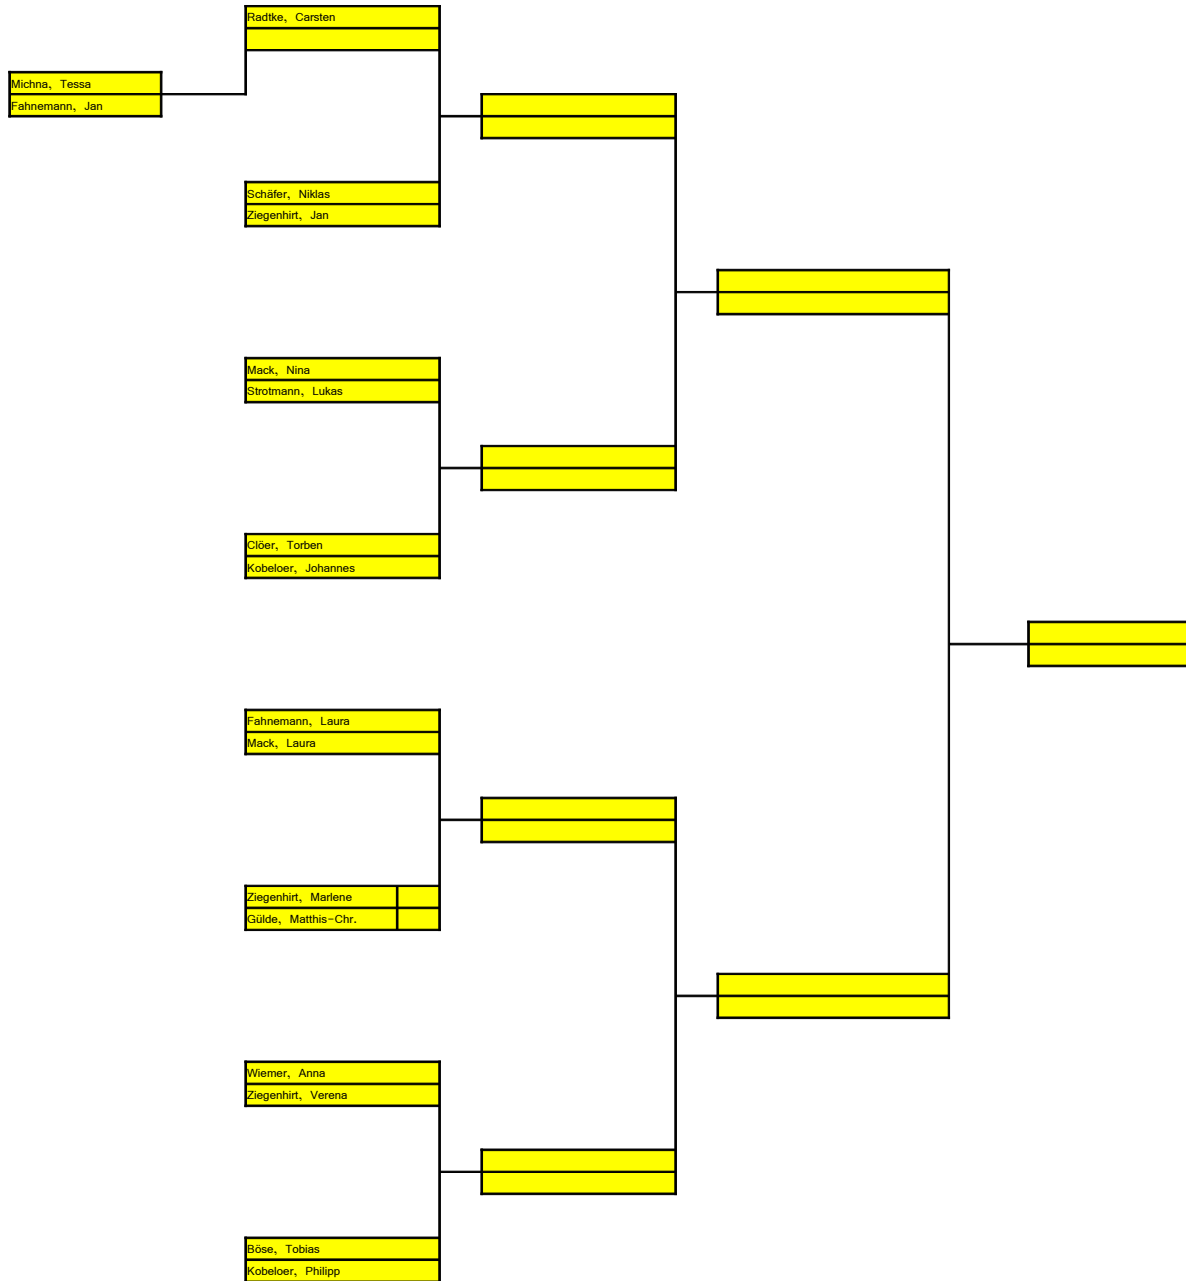 Radtke, Carsten
Michna, Tessa
Fahnemann, Jan
Schäfer, Niklas
Ziegenhirt, Jan
Mack, Nina
Strotmann, Lukas
Clöer, Torben
Kobeloer, Johannes
Fahnemann, Laura
Mack, Laura
Ziegenhirt, Marlene
Gülde, Matthis-Chr.
Wiemer, Anna
Ziegenhirt, Verena
Böse, Tobias
Kobeloer, Philipp